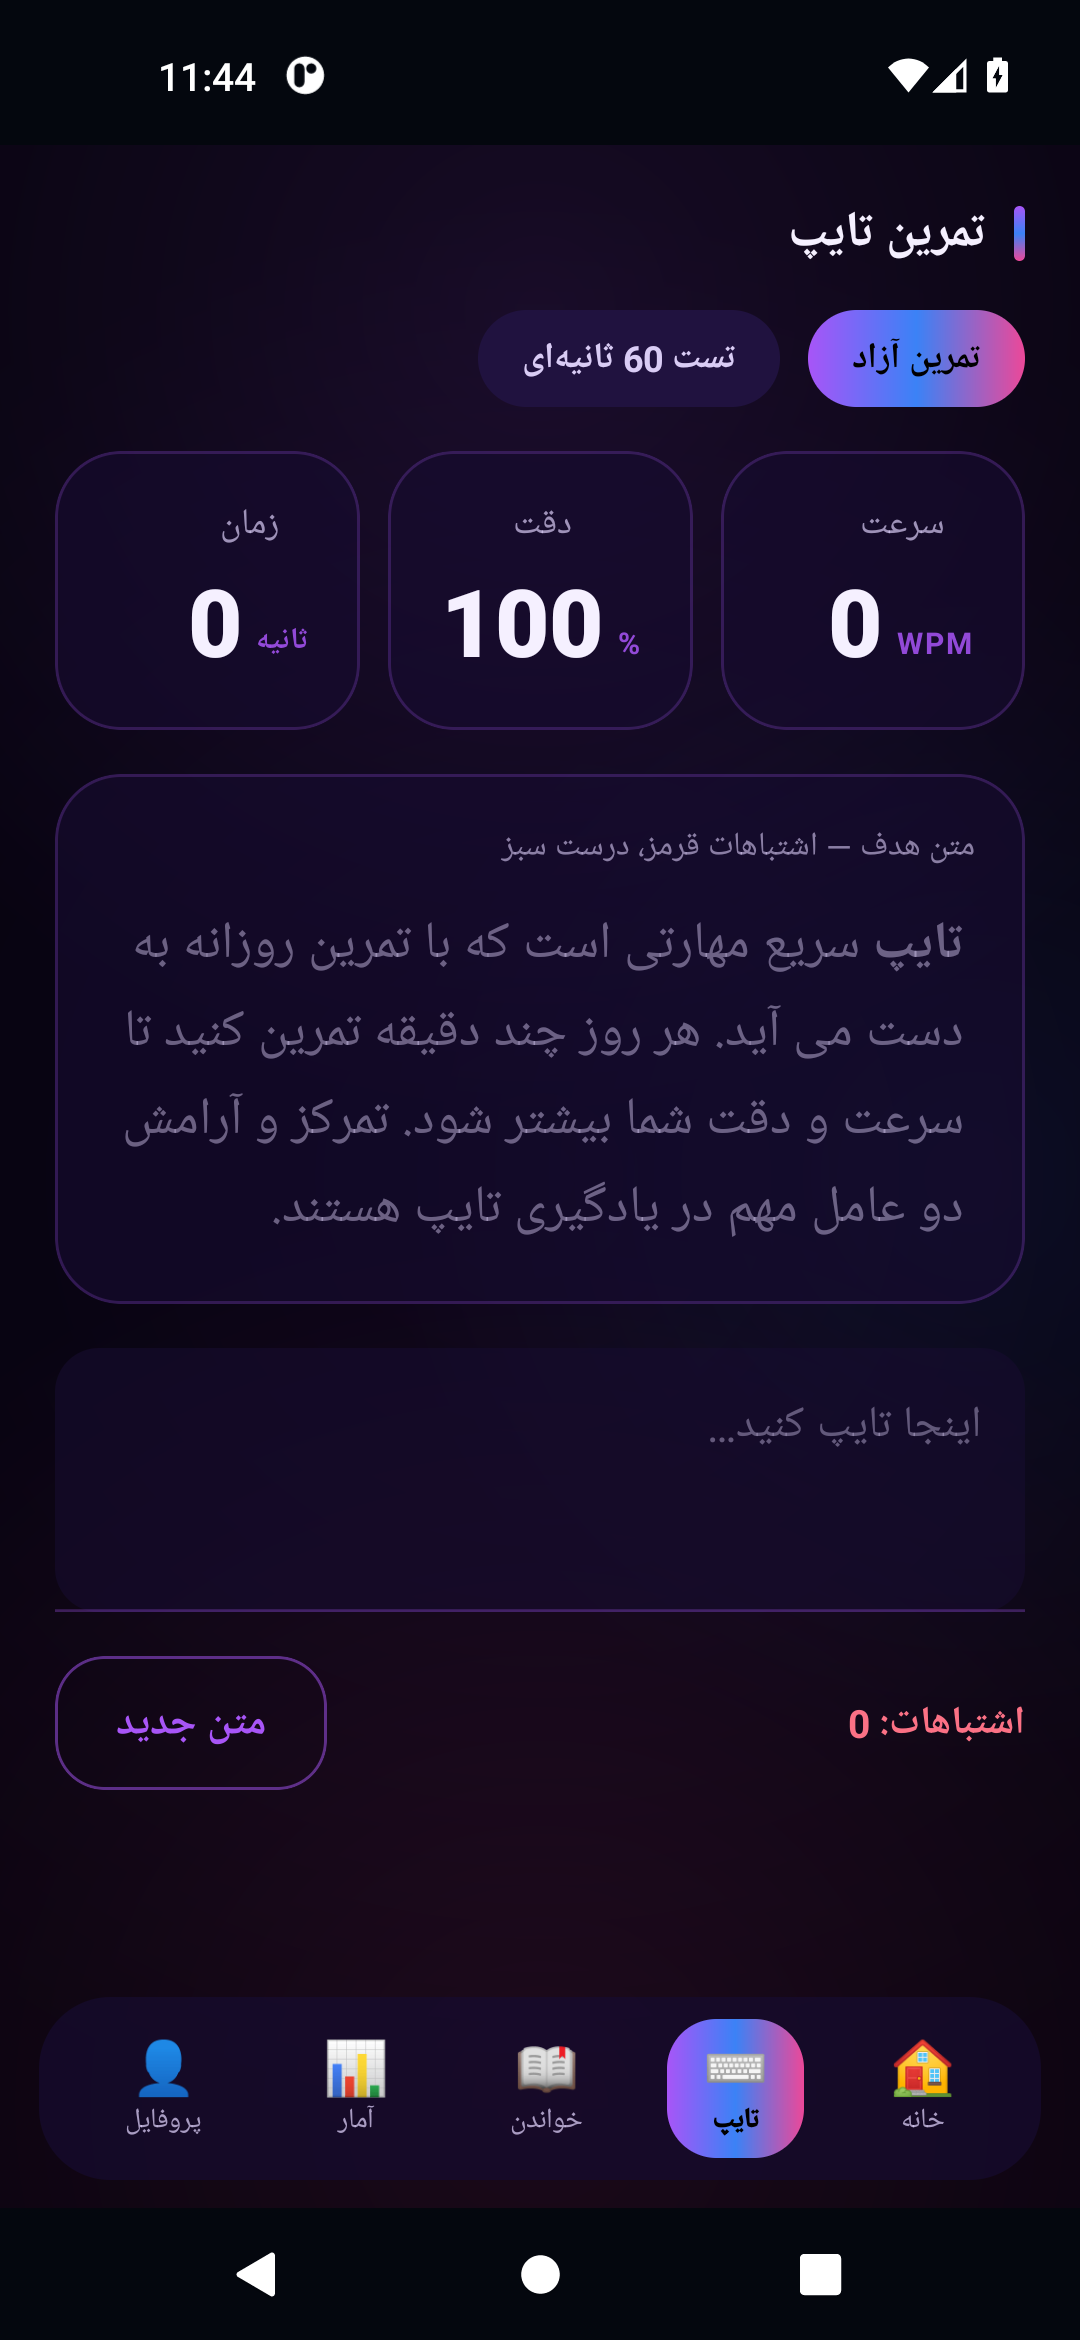 11:44
تمرین تایپ
تمرین آزاد
تست 60 ثانیه‌ای
سرعت
0 WPM
دقت
100 %
زمان
0 ثانیه
متن هدف — اشتباهات قرمز، درست سبز
تایپ سریع مهارتی است که با تمرین روزانه به
دست می آید. هر روز چند دقیقه تمرین کنید تا
سرعت و دقت شما بیشتر شود. تمرکز و آرامش
دو عامل مهم در یادگیری تایپ هستند.
اینجا تایپ کنید...
اشتباهات: 0
متن جدید
خانه
تایپ
خواندن
آمار
پروفایل